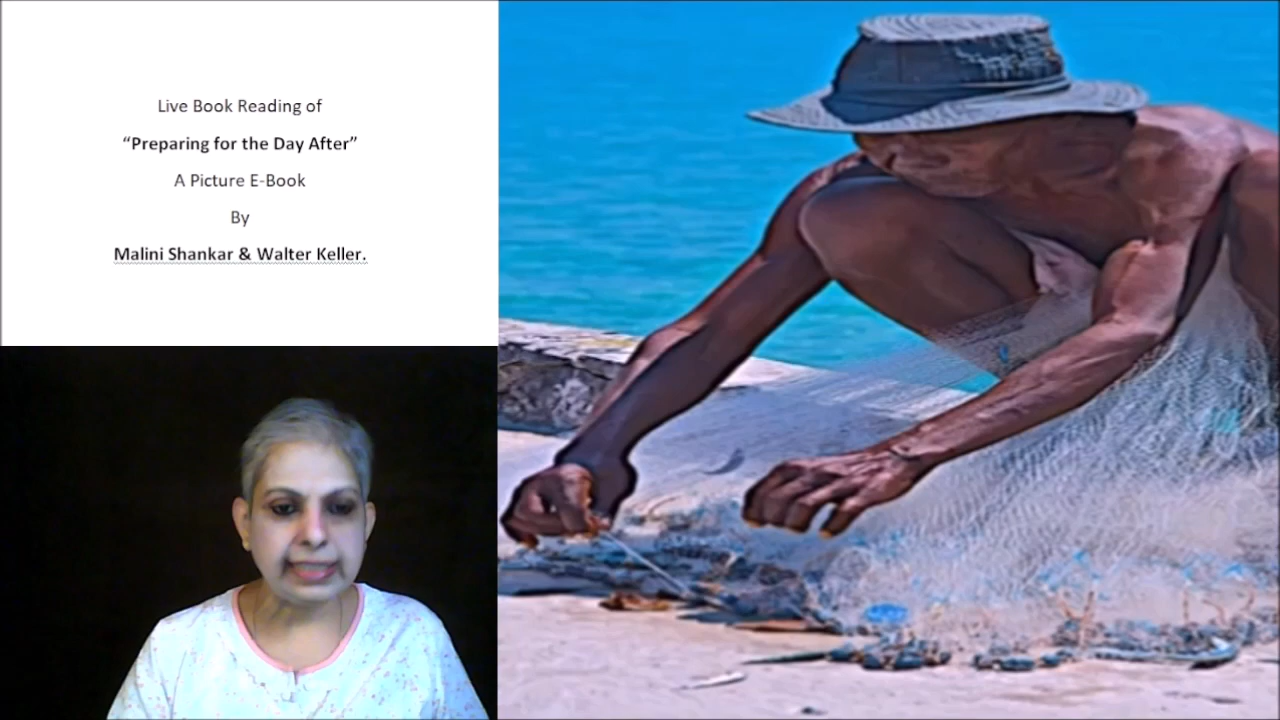 Live Book Reading of
“Preparing for the Day After”
A Picture E-Book
By
Malini Shankar & Walter Keller.